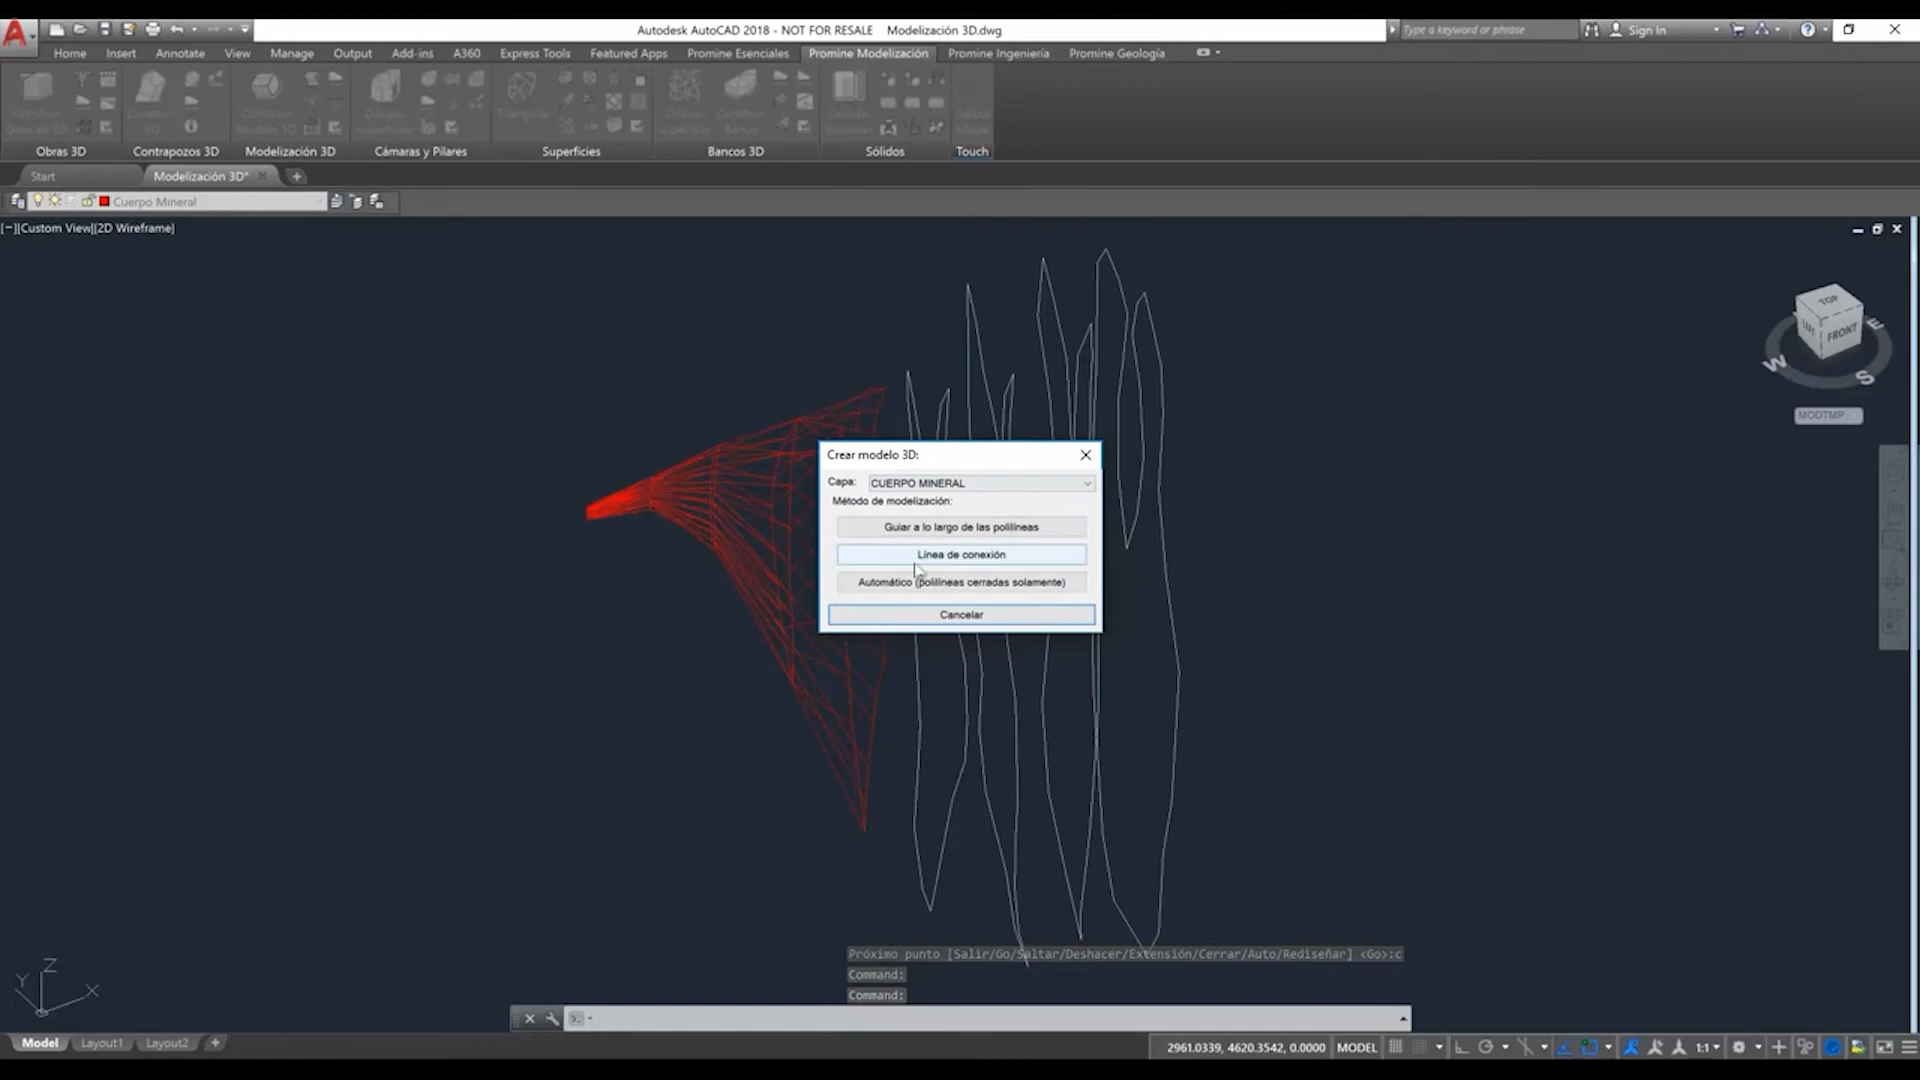 Autodesk AutoCAD 2018 - NOT FOR RESALE Modelización 3D.dwg
Type a keyword or phrase
Sign In
Home Insert Annotate View Manage Output Add-ins A360 Express Tools Featured Apps Promine Esenciales Promine Modelización Promine Ingeniería Promine Geología
Obras 3D Contrapozos 3D Modelización 3D Cámaras y Pilares Superficies Bancos 3D Sólidos Touch
Start Modelización 3D*
Cuerpo Mineral
[−][Custom View][2D Wireframe]
TOP
LEFT FRONT
W S E
MODTMP
Crear modelo 3D:
Capa: CUERPO MINERAL
Método de modelización:
Guiar a lo largo de las polilíneas
Línea de conexión
Automático (polilíneas cerradas solamente)
Cancelar
Próximo punto [Salir/Go/Saltar/Deshacer/Extensión/Cerrar/Auto/Rediseñar] <Go>:c
Command:
Command:
Z
Y X
Model Layout1 Layout2
2961.0339, 4620.3542, 0.0000 MODEL 1:1